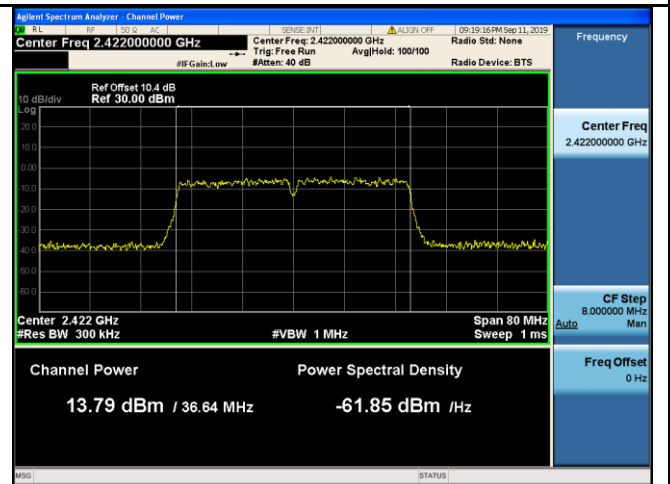 Agilent Spectrum Analyzer - Channel Power
RL RF 50 Ω AC SENSE:INT ALIGN OFF 09:19:16 PM Sep 11, 2019
Center Freq 2.422000000 GHz
Center Freq: 2.422000000 GHz Radio Std: None
Trig: Free Run Avg|Hold: 100/100
#IFGain:Low #Atten: 40 dB Radio Device: BTS
Frequency
Ref Offset 10.4 dB
10 dB/div Ref 30.00 dBm
Log
20.0
10.0
0.00
-10.0
-20.0
-30.0
-40.0
-50.0
-60.0
Center 2.422 GHz Span 80 MHz
#Res BW 300 kHz #VBW 1 MHz Sweep 1 ms
Channel Power Power Spectral Density
13.79 dBm / 36.64 MHz -61.85 dBm /Hz
Center Freq
2.422000000 GHz
CF Step
8.000000 MHz
Auto Man
Freq Offset
0 Hz
MSG STATUS